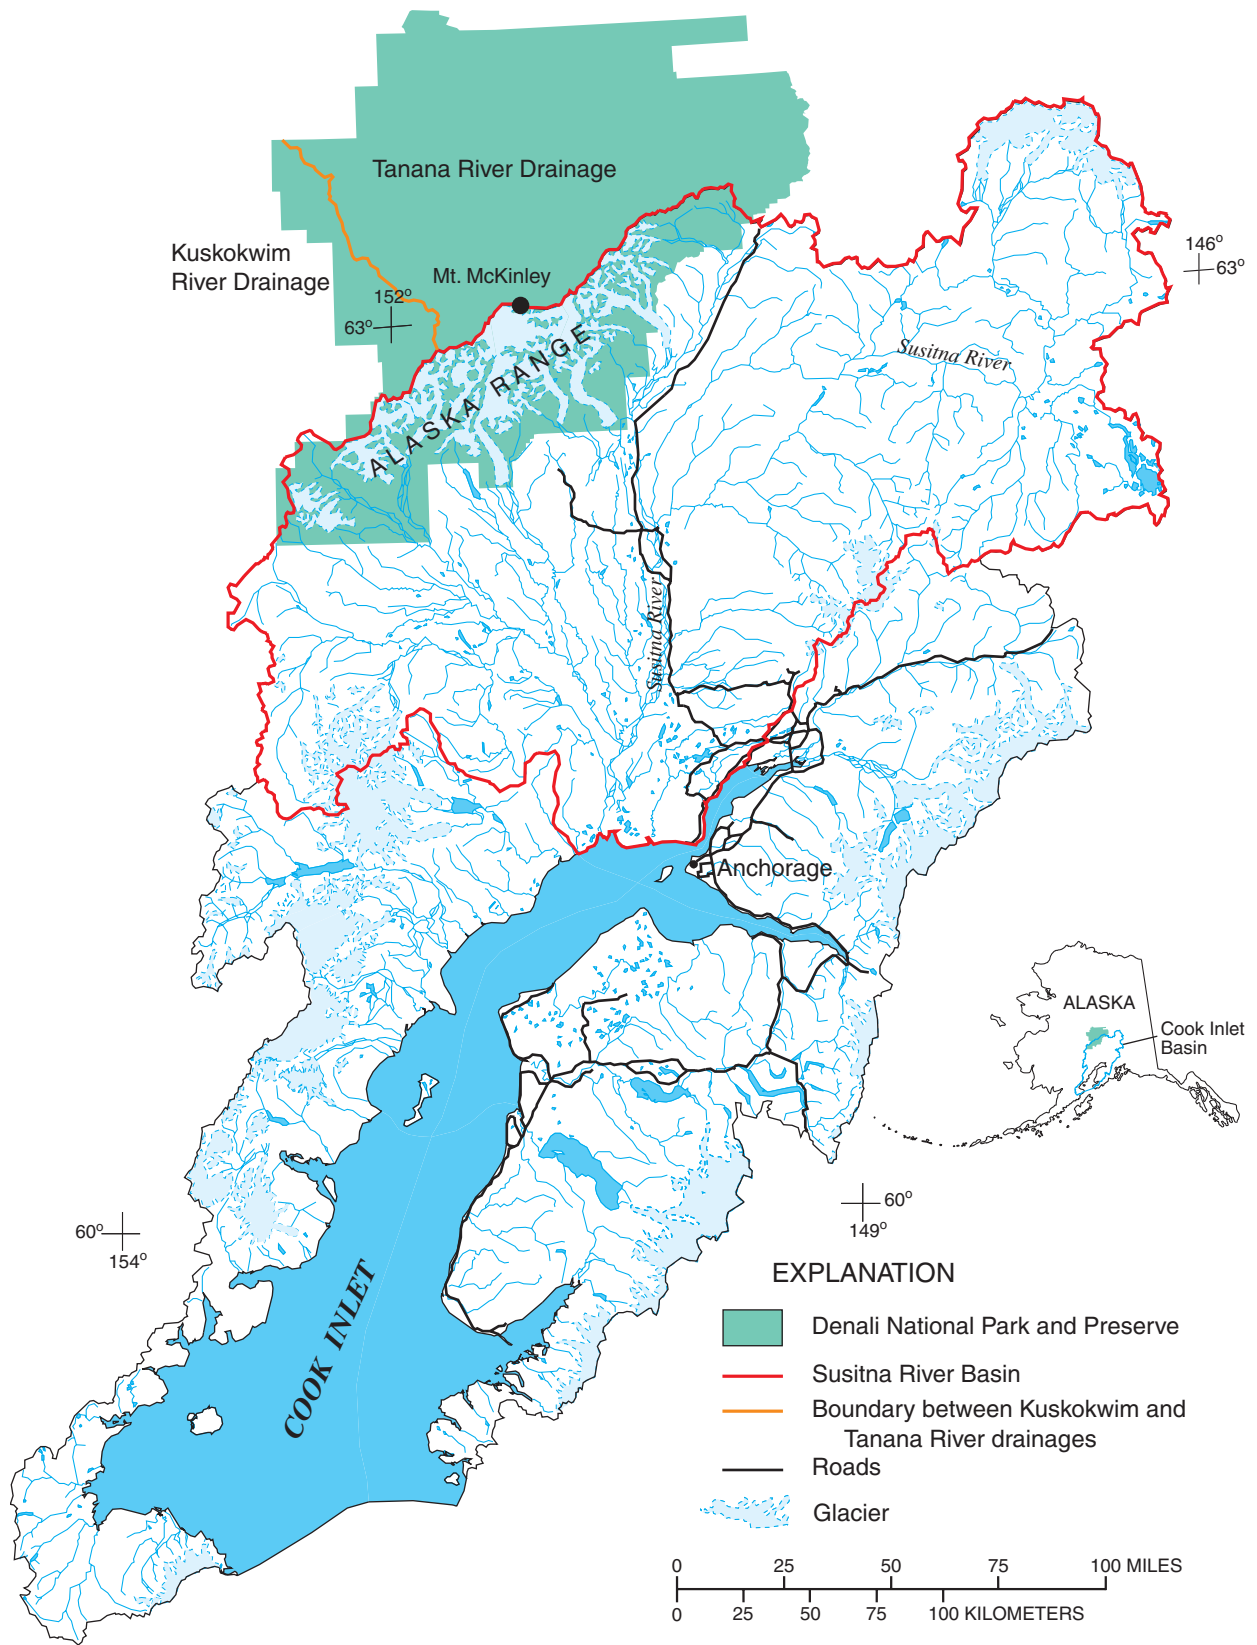 Tanana River Drainage
Kuskokwim
River Drainage
Mt. McKinley
152°
63°
146°
63°
ALASKA RANGE
Susitna River
Susitna River
Anchorage
ALASKA
Cook Inlet
Basin
60°
154°
60°
149°
COOK INLET
EXPLANATION
Denali National Park and Preserve
Susitna River Basin
Boundary between Kuskokwim and
Tanana River drainages
Roads
Glacier
0 25 50 75 100 MILES
0 25 50 75 100 KILOMETERS